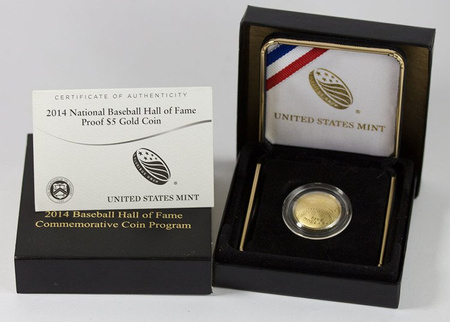 CERTIFICATE OF AUTHENTICITY
2014 National Baseball Hall of Fame
Proof $5 Gold Coin
UNITED STATES MINT
2014 Baseball Hall of Fame
Commemorative Coin Program
UNITED STATES MINT